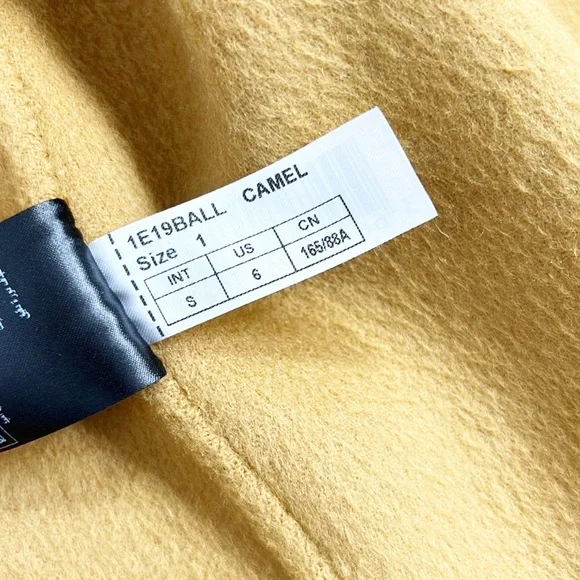 1E19BALL CAMEL
Size 1
INT US CN
S 6 165/88A